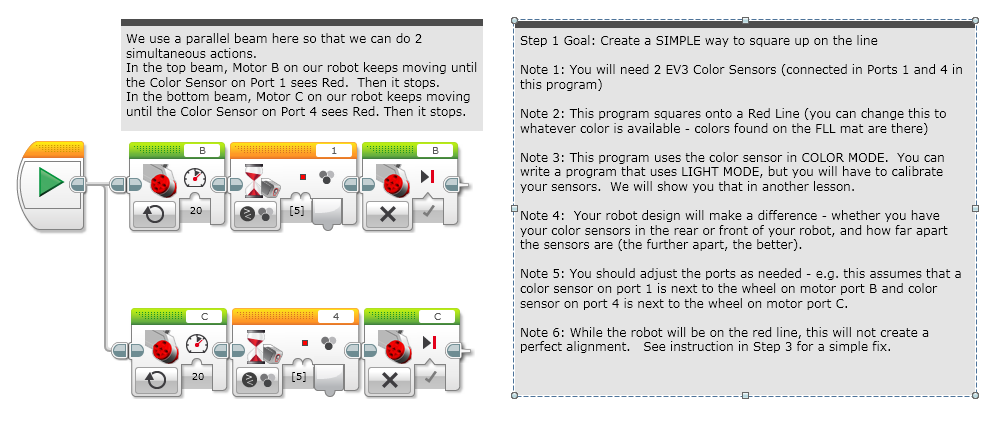 We use a parallel beam here so that we can do 2
simultaneous actions.
In the top beam, Motor B on our robot keeps moving until
the Color Sensor on Port 1 sees Red.  Then it stops.
In the bottom beam, Motor C on our robot keeps moving
until the Color Sensor on Port 4 sees Red. Then it stops.
B
1
B
20
[5]
C
4
C
20
[5]
Step 1 Goal: Create a SIMPLE way to square up on the line
Note 1: You will need 2 EV3 Color Sensors (connected in Ports 1 and 4 in
this program)
Note 2: This program squares onto a Red Line (you can change this to
whatever color is available - colors found on the FLL mat are there)
Note 3: This program uses the color sensor in COLOR MODE.  You can
write a program that uses LIGHT MODE, but you will have to calibrate
your sensors.  We will show you that in another lesson.
Note 4:  Your robot design will make a difference - whether you have
your color sensors in the rear or front of your robot, and how far apart
the sensors are (the further apart, the better).
Note 5: You should adjust the ports as needed - e.g. this assumes that a
color sensor on port 1 is next to the wheel on motor port B and color
sensor on port 4 is next to the wheel on motor port C.
Note 6: While the robot will be on the red line, this will not create a
perfect alignment.   See instruction in Step 3 for a simple fix.